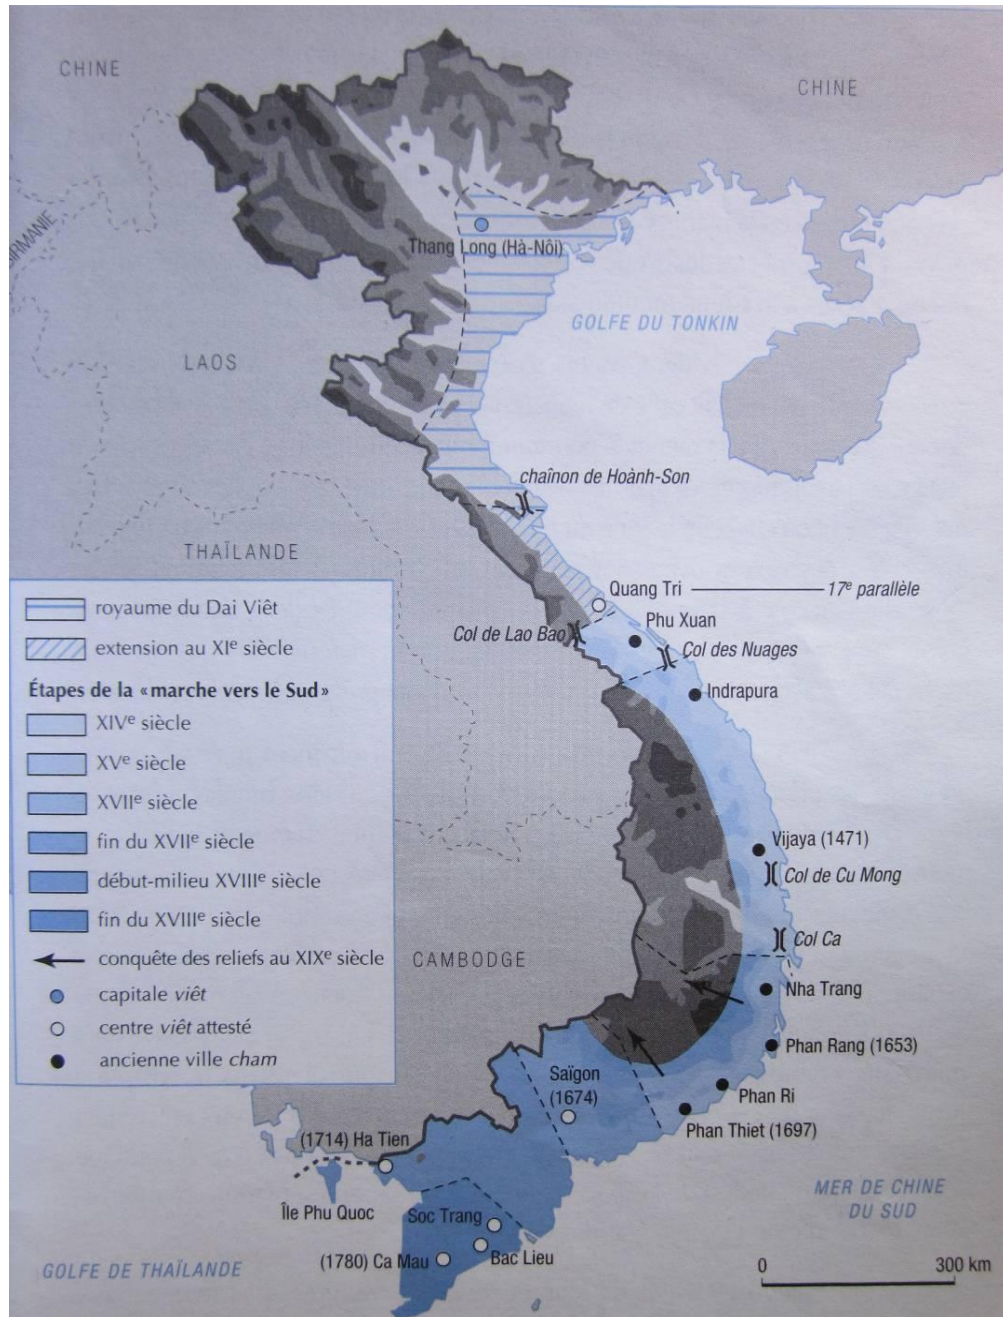 CHINE
CHINE
BIRMANIE
Thang Long (Hà-Nôi)
GOLFE DU TONKIN
LAOS
chaînon de Hoành-Son
THAÏLANDE
Quang Tri
17e parallèle
Phu Xuan
Col de Lao Bao
Col des Nuages
Indrapura
royaume du Dai Viêt
extension au XIe siècle
Étapes de la « marche vers le Sud »
XIVe siècle
XVe siècle
XVIIe siècle
fin du XVIIe siècle
début-milieu XVIIIe siècle
fin du XVIIIe siècle
conquête des reliefs au XIXe siècle
capitale viêt
centre viêt attesté
ancienne ville cham
Vijaya (1471)
Col de Cu Mong
Col Ca
CAMBODGE
Nha Trang
Phan Rang (1653)
Saïgon
(1674)
Phan Ri
Phan Thiet (1697)
(1714) Ha Tien
Île Phu Quoc
Soc Trang
Bac Lieu
(1780) Ca Mau
MER DE CHINE
DU SUD
GOLFE DE THAÏLANDE
0 300 km